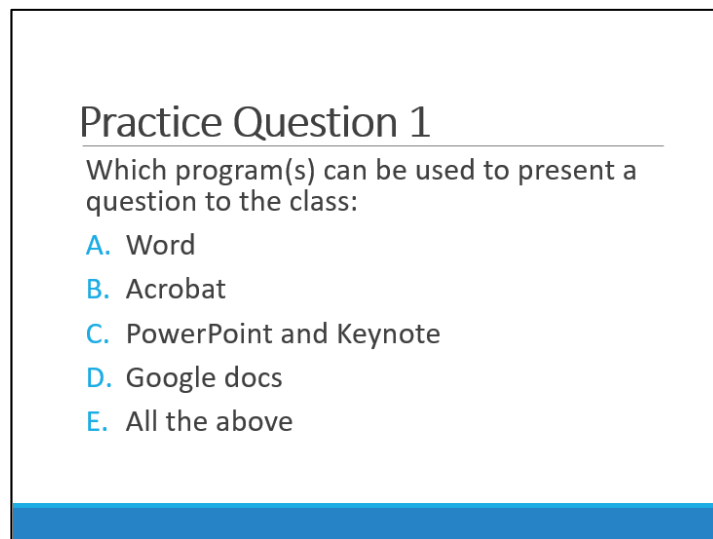 Practice Question 1
Which program(s) can be used to present a
question to the class:
A. Word
B. Acrobat
C. PowerPoint and Keynote
D. Google docs
E. All the above